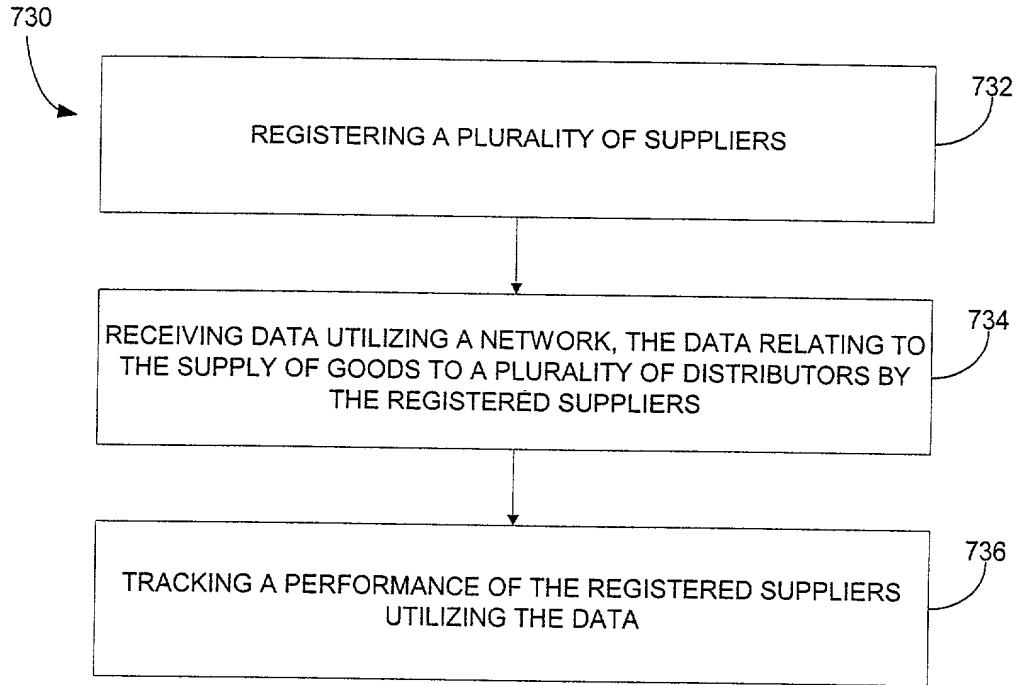 730
732
REGISTERING A PLURALITY OF SUPPLIERS
734
RECEIVING DATA UTILIZING A NETWORK, THE DATA RELATING TO
THE SUPPLY OF GOODS TO A PLURALITY OF DISTRIBUTORS BY
THE REGISTERED SUPPLIERS
736
TRACKING A PERFORMANCE OF THE REGISTERED SUPPLIERS
UTILIZING THE DATA